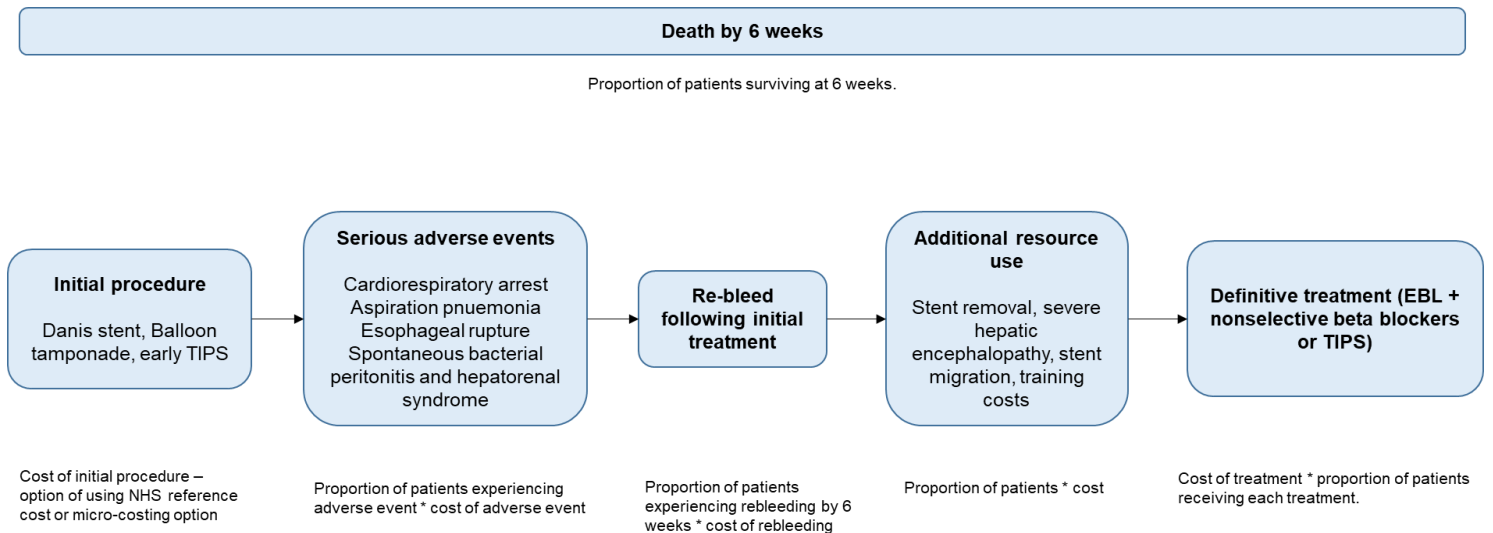 Death by 6 weeks
Proportion of patients surviving at 6 weeks.
Initial procedure
Danis stent, Balloon
tamponade, early TIPS
Serious adverse events
Cardiorespiratory arrest
Aspiration pnuemonia
Esophageal rupture
Spontaneous bacterial
peritonitis and hepatorenal
syndrome
Re-bleed
following initial
treatment
Additional resource
use
Stent removal, severe
hepatic
encephalopathy, stent
migration, training
costs
Definitive treatment (EBL +
nonselective beta blockers
or TIPS)
Cost of initial procedure –
option of using NHS reference
cost or micro-costing option
Proportion of patients experiencing
adverse event * cost of adverse event
Proportion of patients
experiencing rebleeding by 6
weeks * cost of rebleeding
Proportion of patients * cost
Cost of treatment * proportion of patients
receiving each treatment.